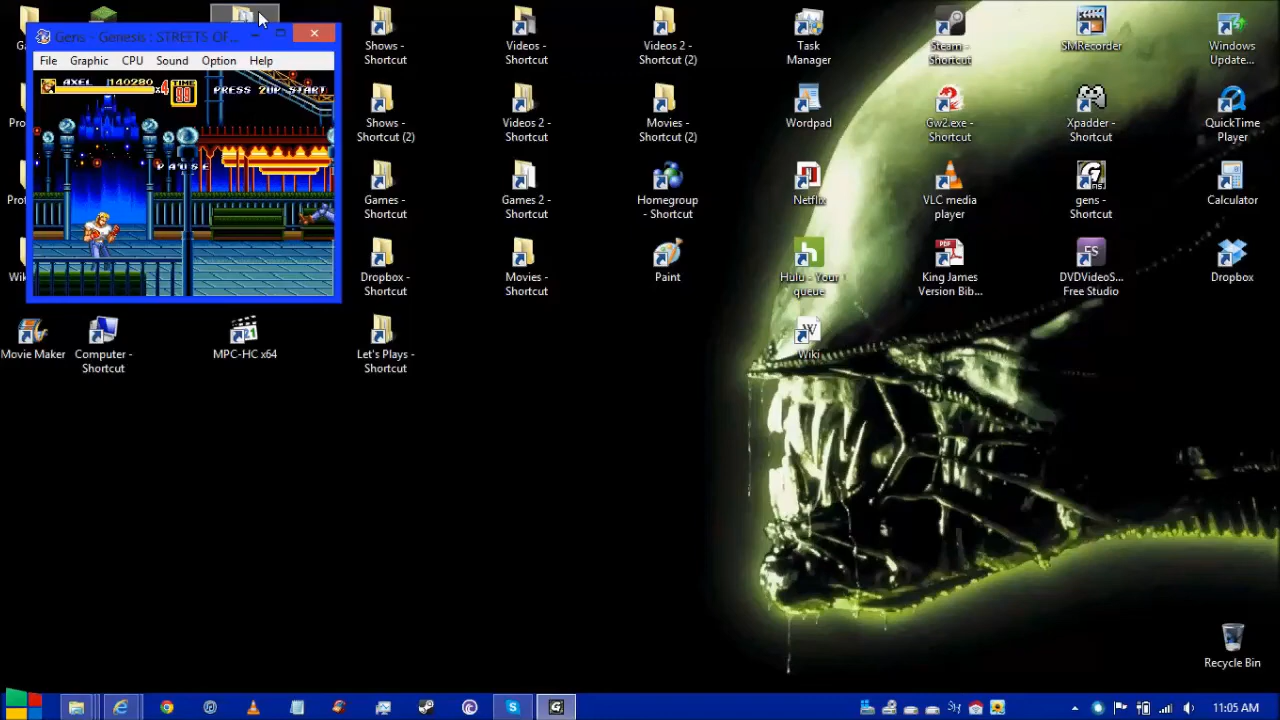 Gens - Genesis : STREETS OF...
File Graphic CPU Sound Option Help
AXEL 140280 x4 TIME 99 PRESS 2UP START
PAUSE
Shows - Shortcut
Videos - Shortcut
Videos 2 - Shortcut (2)
Task Manager
Steam - Shortcut
SMRecorder
Windows Update...
Shows - Shortcut (2)
Videos 2 - Shortcut
Movies - Shortcut (2)
Wordpad
Gw2.exe - Shortcut
Xpadder - Shortcut
QuickTime Player
Games - Shortcut
Games 2 - Shortcut
Homegroup - Shortcut
Netflix
VLC media player
gens - Shortcut
Calculator
Dropbox - Shortcut
Movies - Shortcut
Paint
Hulu - Your queue
King James Version Bib...
DVDVideoS... Free Studio
Dropbox
Movie Maker
Computer - Shortcut
MPC-HC x64
Let's Plays - Shortcut
Wiki
Recycle Bin
11:05 AM